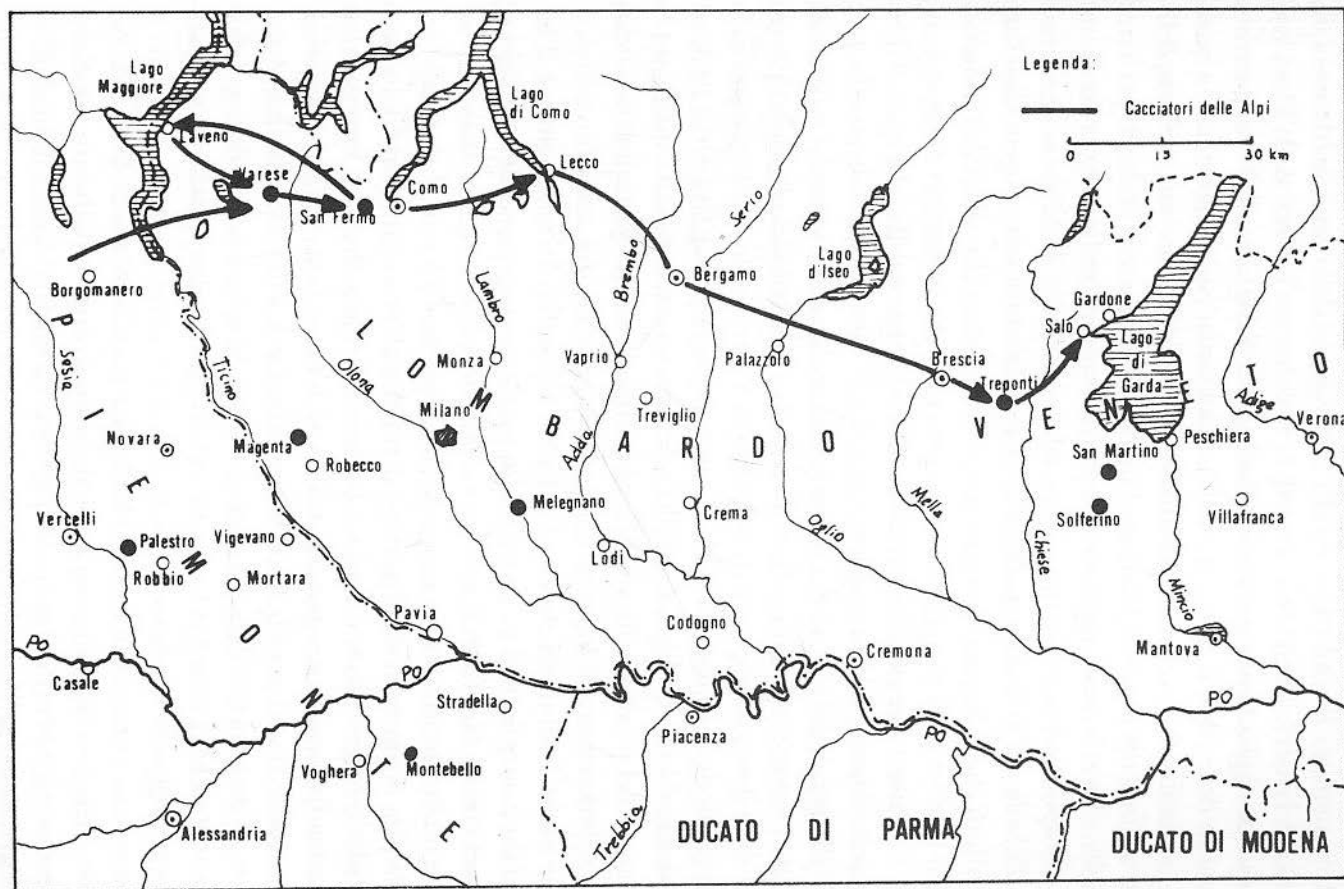 Legenda:
Cacciatori delle Alpi
0 15 30 km
Lago
Maggiore
Laveno
Varese
San Fermo
Como
Lago
di Como
Lecco
Borgomanero
Brembo
Serio
Bergamo
Lago
d'Iseo
Gardone
Salò
Lago
di
Garda
Lambro
Monza
Vaprio
Palazzolo
Brescia
Treponti
Adige
Verona
Sesia
Ticino
Olona
Milano
Treviglio
Novara
Magenta
Robecco
Adda
Peschiera
San Martino
Solferino
Villafranca
Vercelli
Palestro
Robbio
Vigevano
Mortara
Melegnano
Crema
Lodi
Oglio
Mella
Chiese
Mincio
Pavia
Codogno
Cremona
Mantova
PO
Casale
PO
Stradella
Piacenza
PO
PO
Voghera
Montebello
Trebbia
Alessandria
PIEMONTE
LOMBARDO VENETO
DUCATO DI PARMA
DUCATO DI MODENA